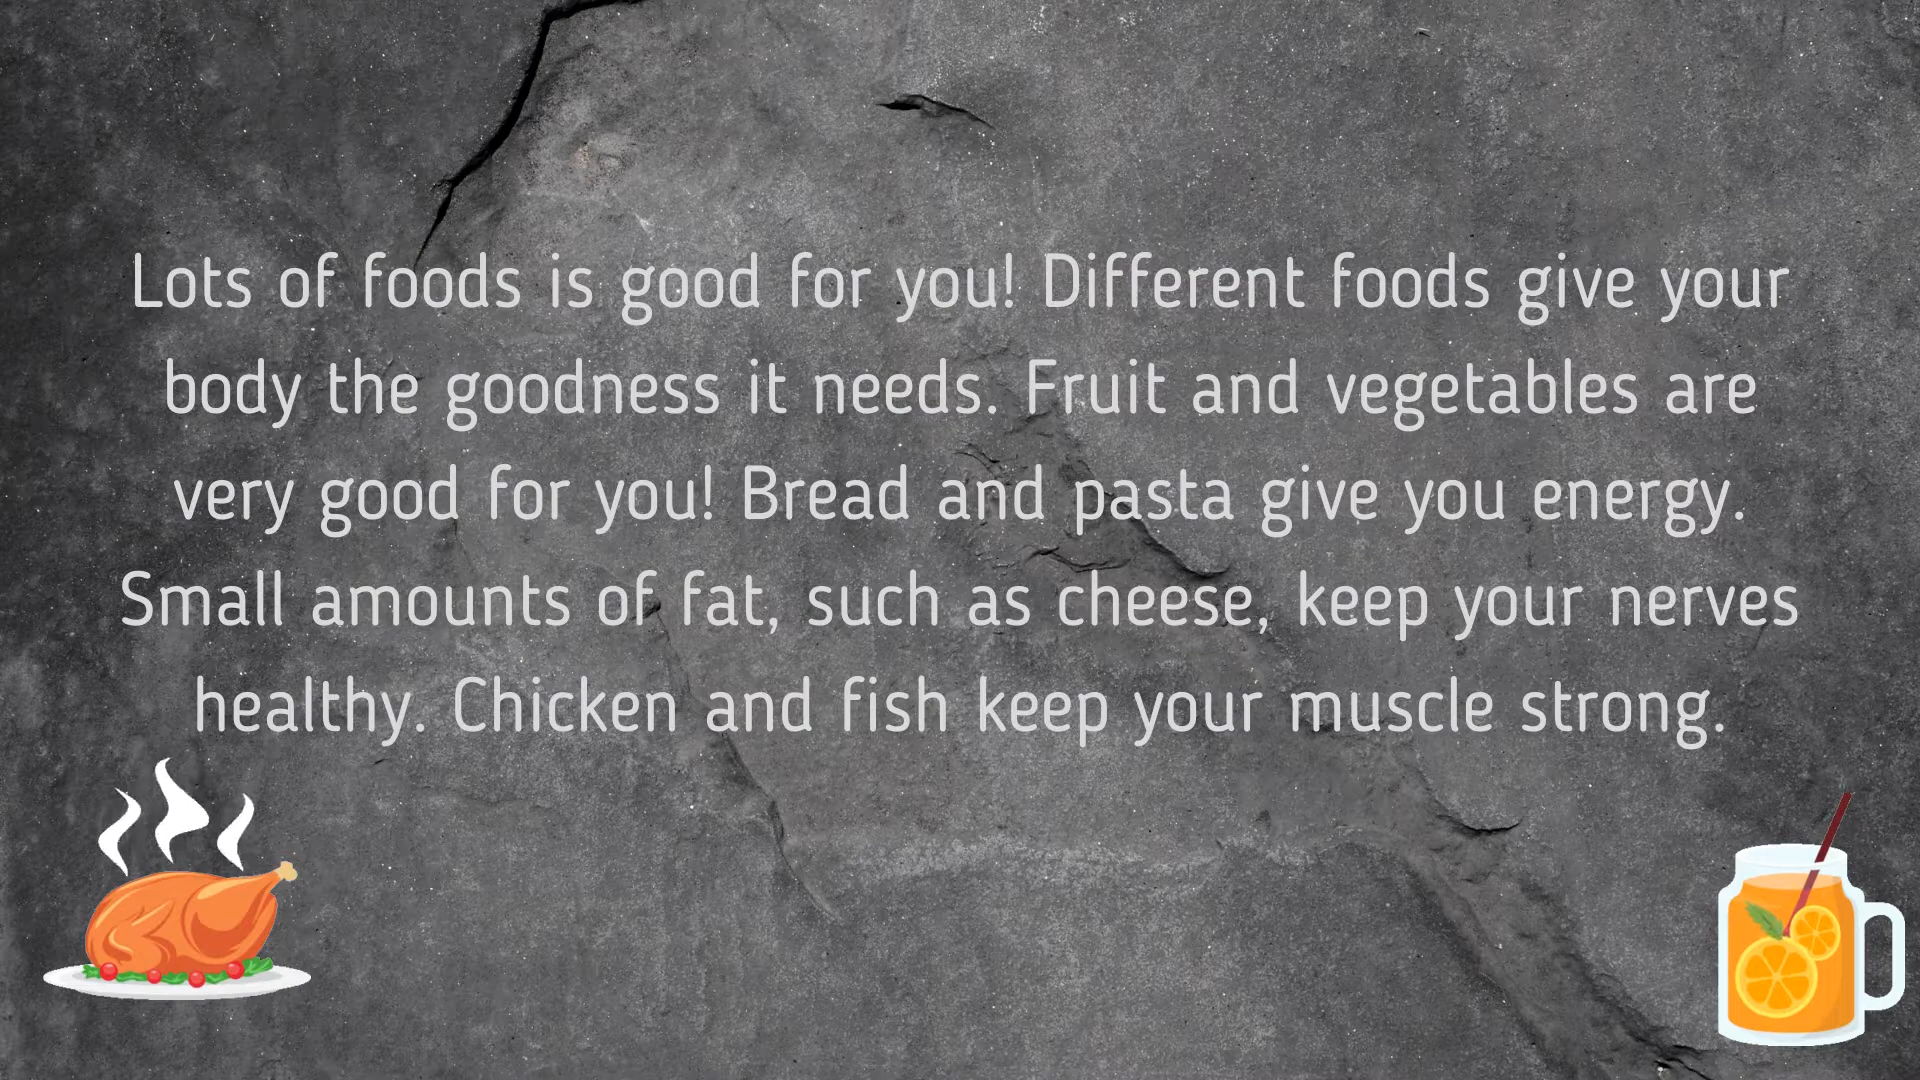 Lots of foods is good for you! Different foods give your
body the goodness it needs. Fruit and vegetables are
very good for you! Bread and pasta give you energy.
Small amounts of fat, such as cheese, keep your nerves
healthy. Chicken and fish keep your muscle strong.